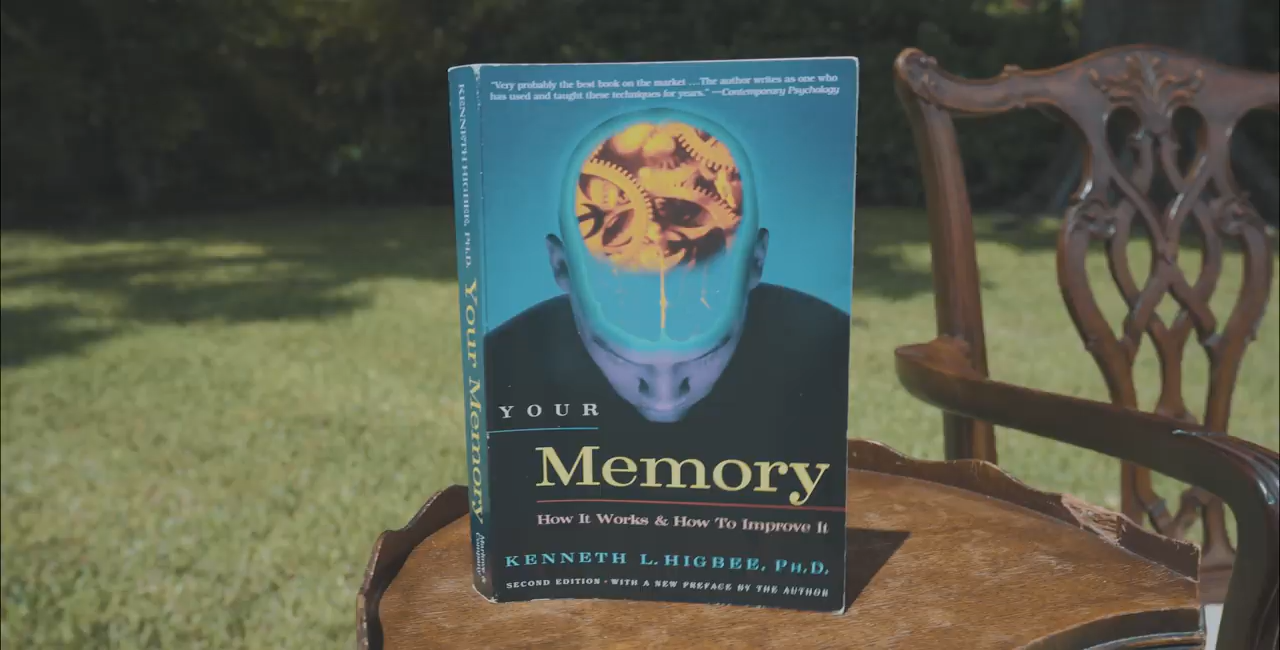 "Very probably the best book on the market ...The author writes as one who
has used and taught these techniques for years." —Contemporary Psychology
YOUR
Memory
How It Works & How To Improve It
KENNETH L. HIGBEE, PH.D.
SECOND EDITION · WITH A NEW PREFACE BY THE AUTHOR
KENNETH HIGBEE, PH.D. Your Memory